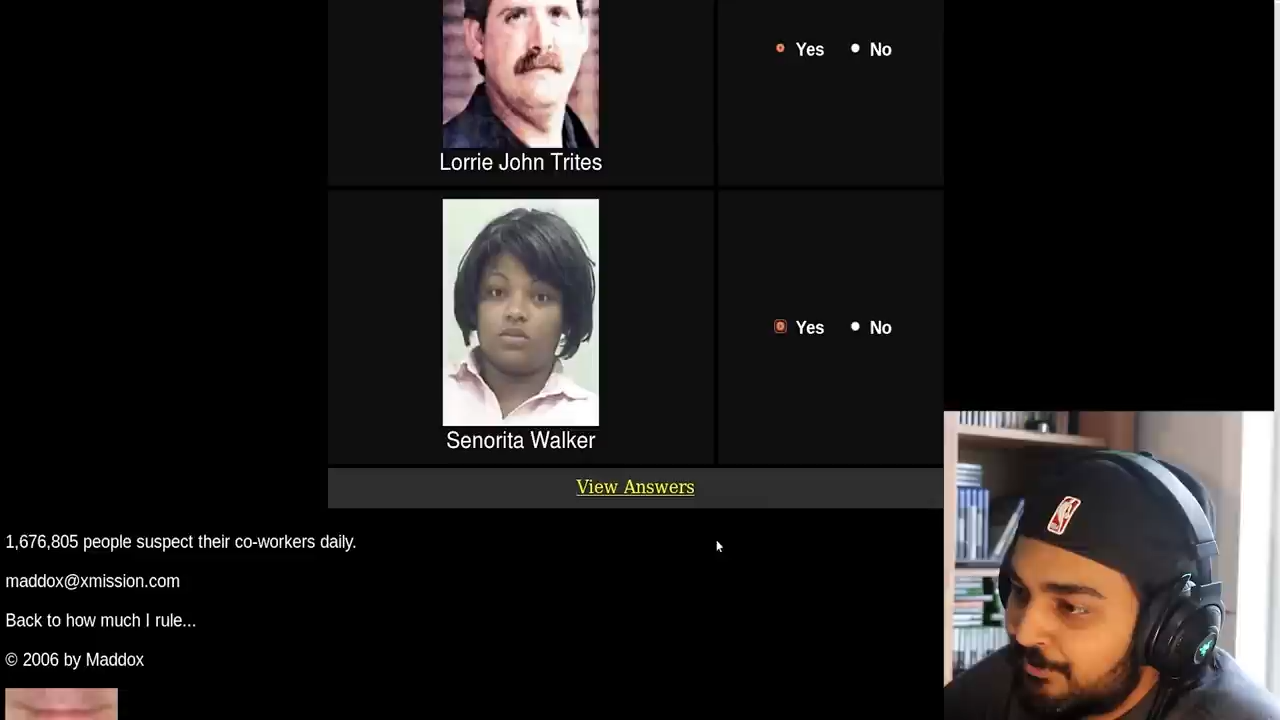 Yes No
Lorrie John Trites
Yes No
Senorita Walker
View Answers
1,676,805 people suspect their co-workers daily.
maddox@xmission.com
Back to how much I rule...
© 2006 by Maddox